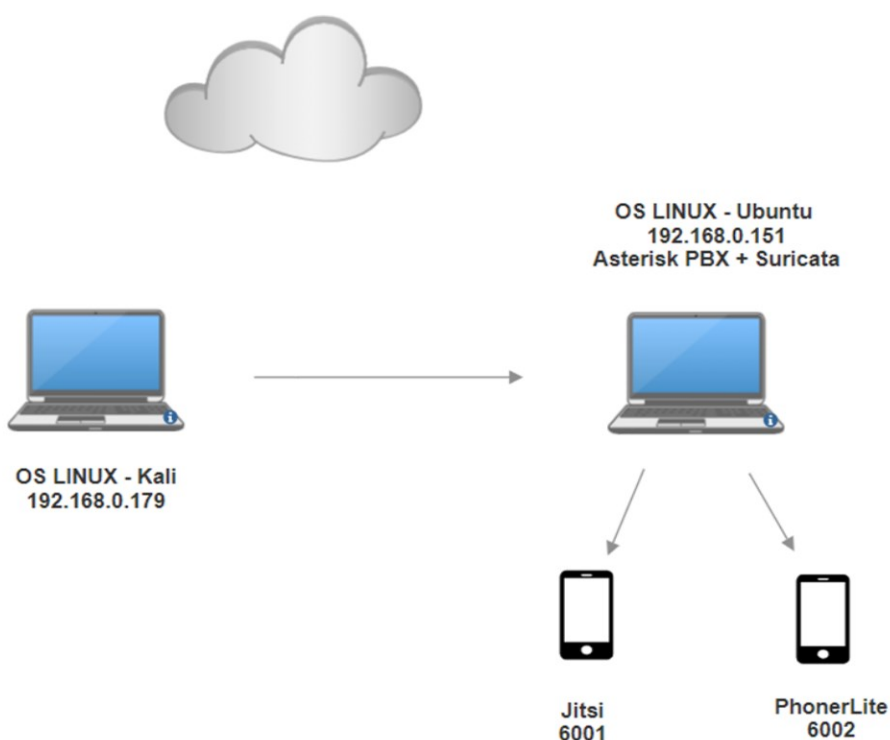 OS LINUX - Ubuntu
192.168.0.151
Asterisk PBX + Suricata
OS LINUX - Kali
192.168.0.179
Jitsi
6001
PhonerLite
6002